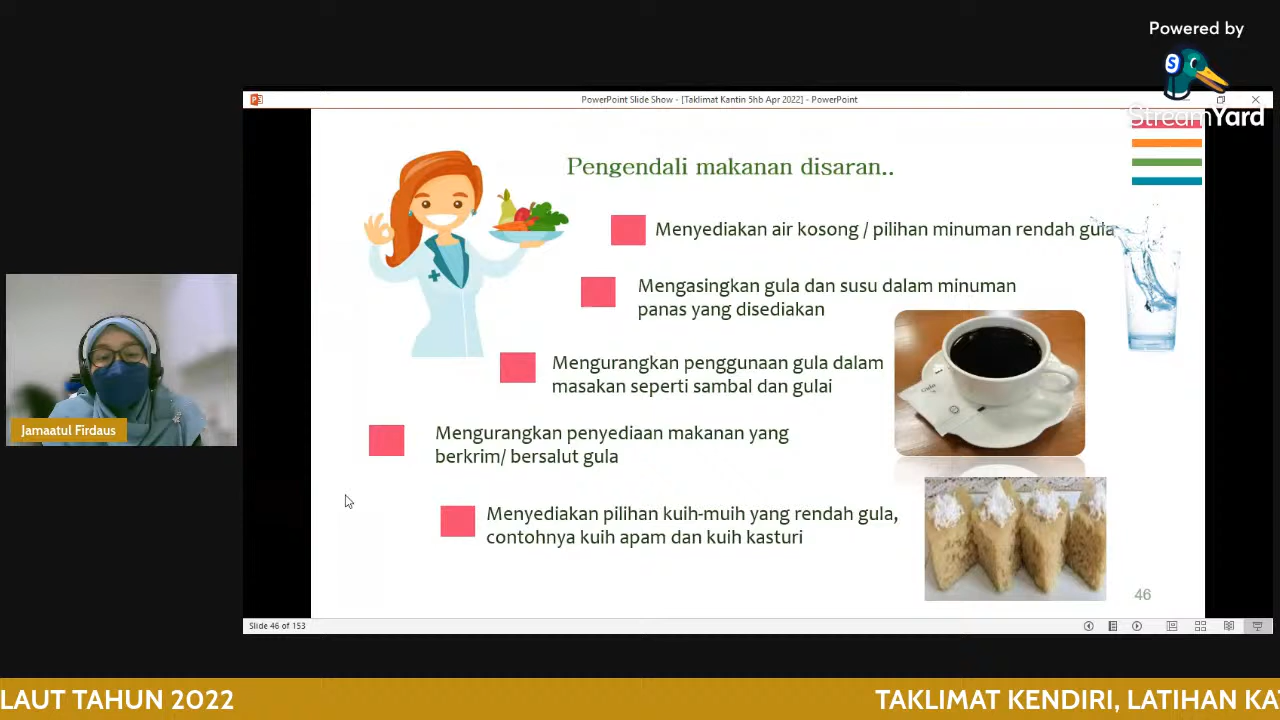 Powered by
StreamYard
PowerPoint Slide Show - [Taklimat Kantin 5hb Apr 2022] - PowerPoint
Pengendali makanan disaran..
Menyediakan air kosong / pilihan minuman rendah gula
Mengasingkan gula dan susu dalam minuman
panas yang disediakan
Mengurangkan penggunaan gula dalam
masakan seperti sambal dan gulai
Mengurangkan penyediaan makanan yang
berkrim/ bersalut gula
Menyediakan pilihan kuih-muih yang rendah gula,
contohnya kuih apam dan kuih kasturi
46
Jamaatul Firdaus
Slide 46 of 153
LAUT TAHUN 2022
TAKLIMAT KENDIRI, LATIHAN KA